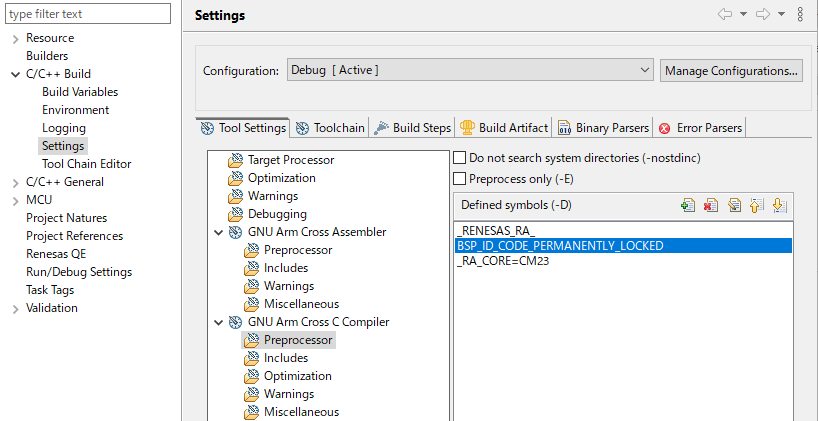 type filter text
Resource
Builders
C/C++ Build
Build Variables
Environment
Logging
Settings
Tool Chain Editor
C/C++ General
MCU
Project Natures
Project References
Renesas QE
Run/Debug Settings
Task Tags
Validation
Settings
Configuration: Debug [ Active ] Manage Configurations...
Tool Settings Toolchain Build Steps Build Artifact Binary Parsers Error Parsers
Target Processor
Optimization
Warnings
Debugging
GNU Arm Cross Assembler
Preprocessor
Includes
Warnings
Miscellaneous
GNU Arm Cross C Compiler
Preprocessor
Includes
Optimization
Warnings
Miscellaneous
Do not search system directories (-nostdinc)
Preprocess only (-E)
Defined symbols (-D)
_RENESAS_RA_
BSP_ID_CODE_PERMANENTLY_LOCKED
_RA_CORE=CM23